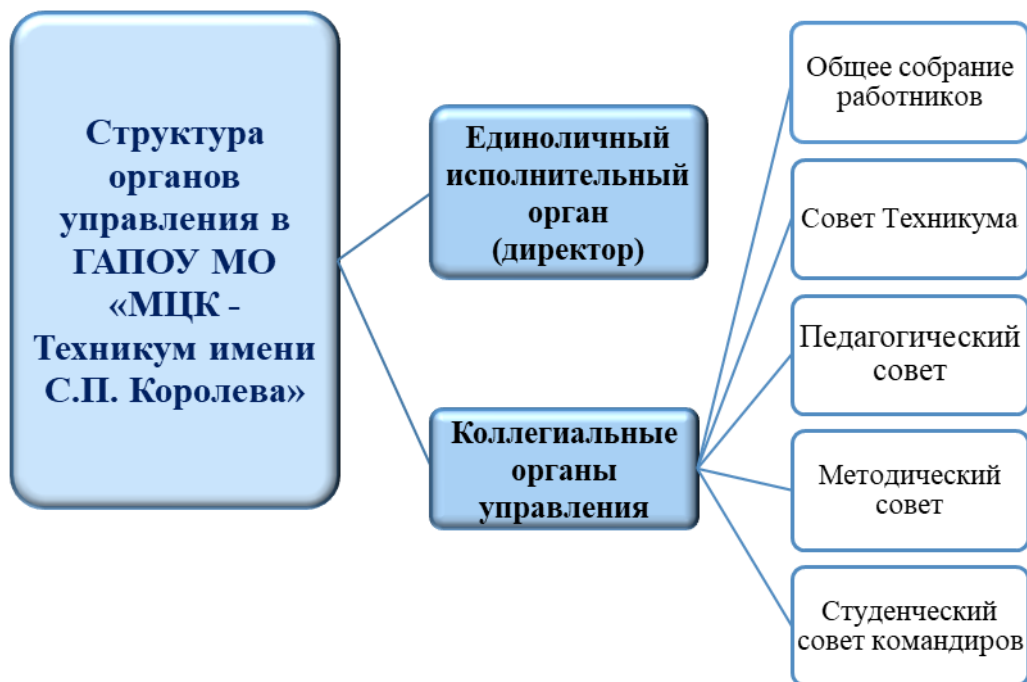 Структура
органов
управления в
ГАПОУ МО
«МЦК -
Техникум имени
С.П. Королева»
Единоличный
исполнительный
орган
(директор)
Коллегиальные
органы
управления
Общее собрание
работников
Совет Техникума
Педагогический
совет
Методический
совет
Студенческий
совет командиров